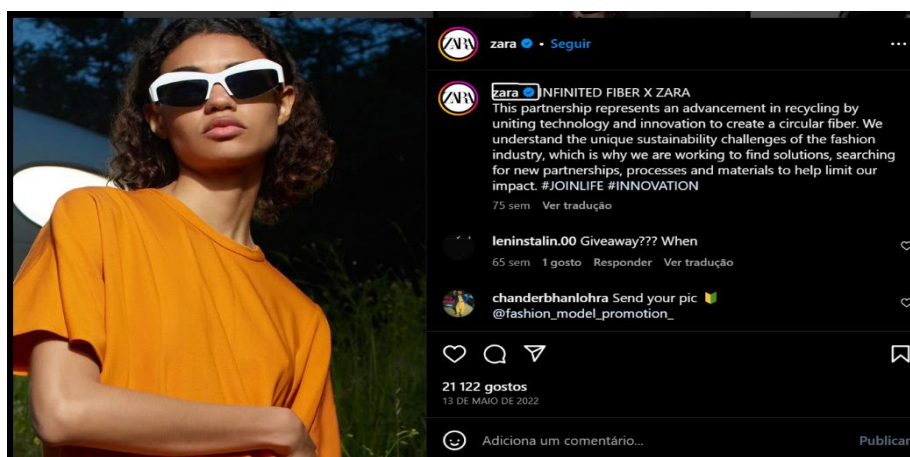 ZARA
zara • Seguir
ZARA
zara INFINITED FIBER X ZARA
This partnership represents an advancement in recycling by
uniting technology and innovation to create a circular fiber. We
understand the unique sustainability challenges of the fashion
industry, which is why we are working to find solutions, searching
for new partnerships, processes and materials to help limit our
impact. #JOINLIFE #INNOVATION
75 sem Ver tradução
leninstalin.00 Giveaway??? When
65 sem 1 gosto Responder Ver tradução
chanderbhanlohra Send your pic
@fashion_model_promotion_
21 122 gostos
13 DE MAIO DE 2022
Adiciona um comentário...
Publicar